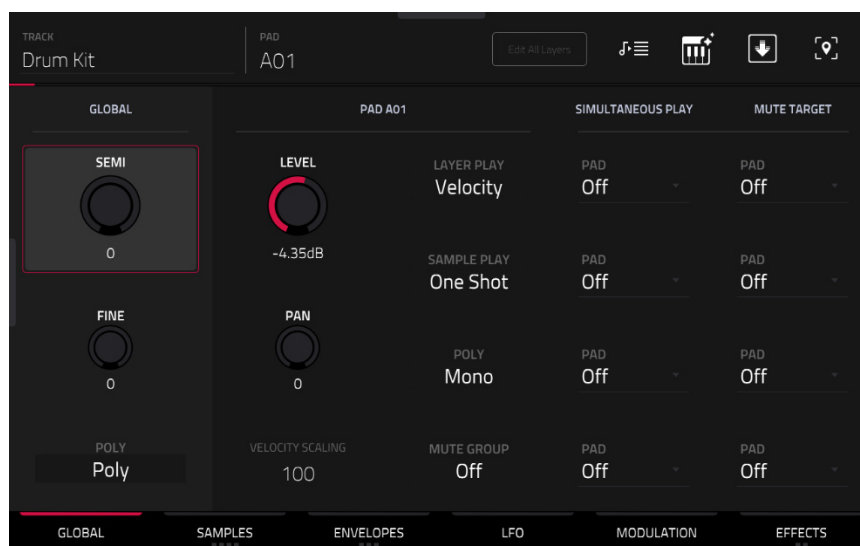 TRACK
Drum Kit
PAD
A01
Edit All Layers
GLOBAL
PAD A01
SIMULTANEOUS PLAY
MUTE TARGET
SEMI
0
LEVEL
-4.35dB
LAYER PLAY
Velocity
PAD
Off
PAD
Off
SAMPLE PLAY
One Shot
PAD
Off
PAD
Off
FINE
0
PAN
0
POLY
Mono
PAD
Off
PAD
Off
POLY
Poly
VELOCITY SCALING
100
MUTE GROUP
Off
PAD
Off
PAD
Off
GLOBAL
SAMPLES
ENVELOPES
LFO
MODULATION
EFFECTS